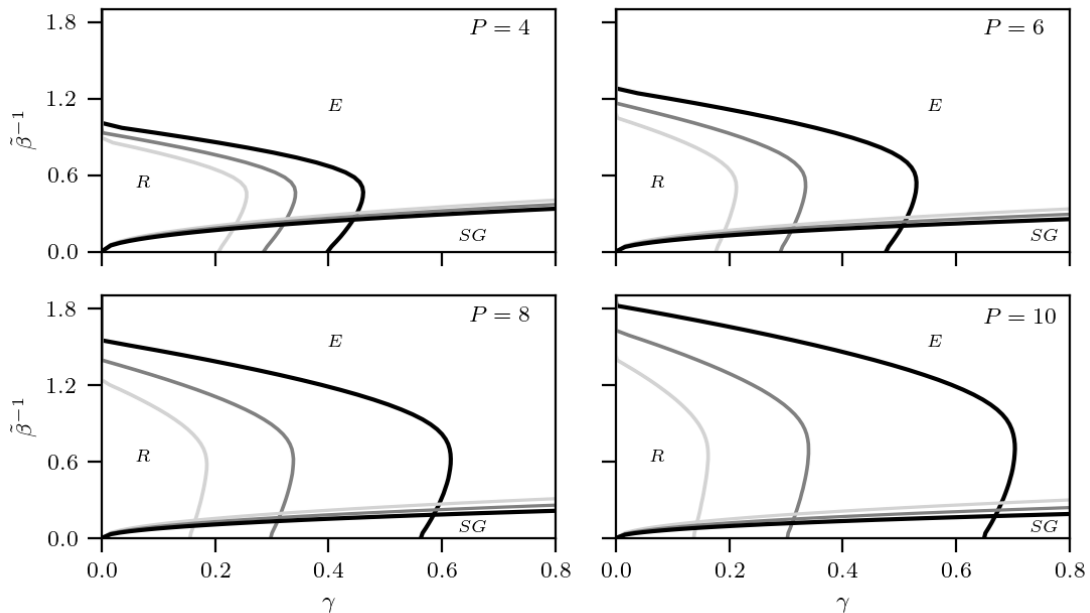 1.8
P = 4
1.2
E
β̃⁻¹
0.6
R
SG
0.0
P = 6
E
R
SG
1.8
P = 8
E
1.2
β̃⁻¹
0.6
R
SG
0.0
0.0 0.2 0.4 0.6 0.8
γ
P = 10
E
R
SG
0.0 0.2 0.4 0.6 0.8
γ